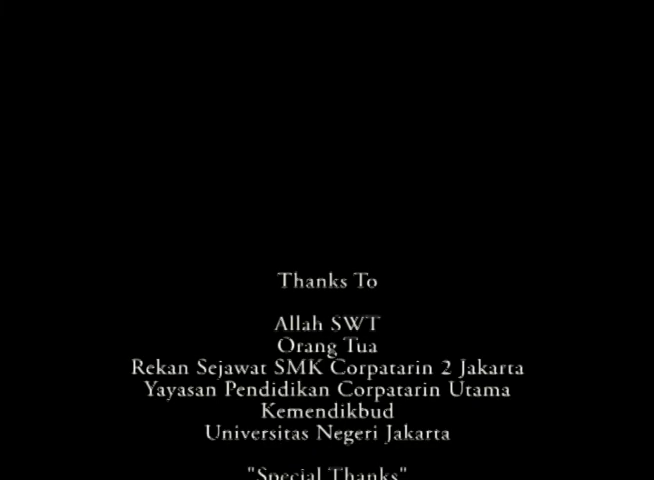 Thanks To
Allah SWT
Orang Tua
Rekan Sejawat SMK Corpatarin 2 Jakarta
Yayasan Pendidikan Corpatarin Utama
Kemendikbud
Universitas Negeri Jakarta
"Special Thanks"